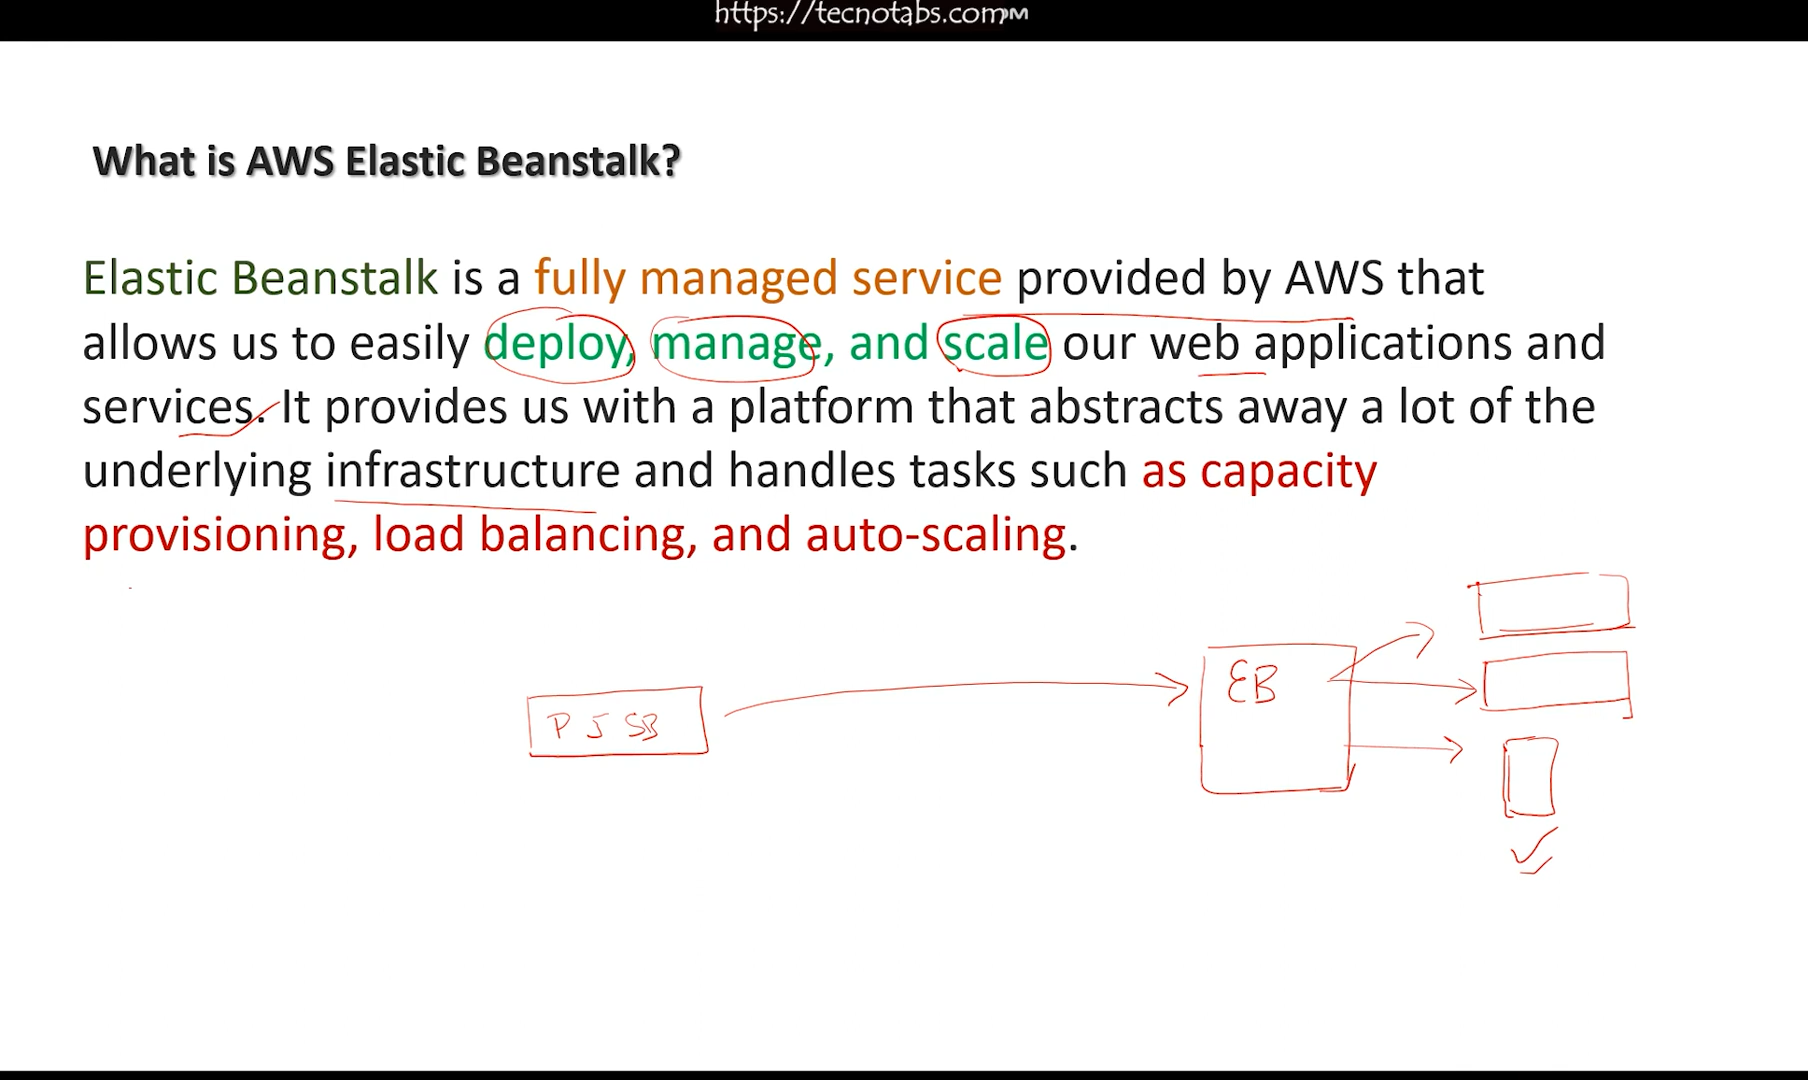 https://tecnotabs.com
What is AWS Elastic Beanstalk?
Elastic Beanstalk is a fully managed service provided by AWS that
allows us to easily deploy, manage, and scale our web applications and
services. It provides us with a platform that abstracts away a lot of the
underlying infrastructure and handles tasks such as capacity
provisioning, load balancing, and auto-scaling.
EB
P J SB